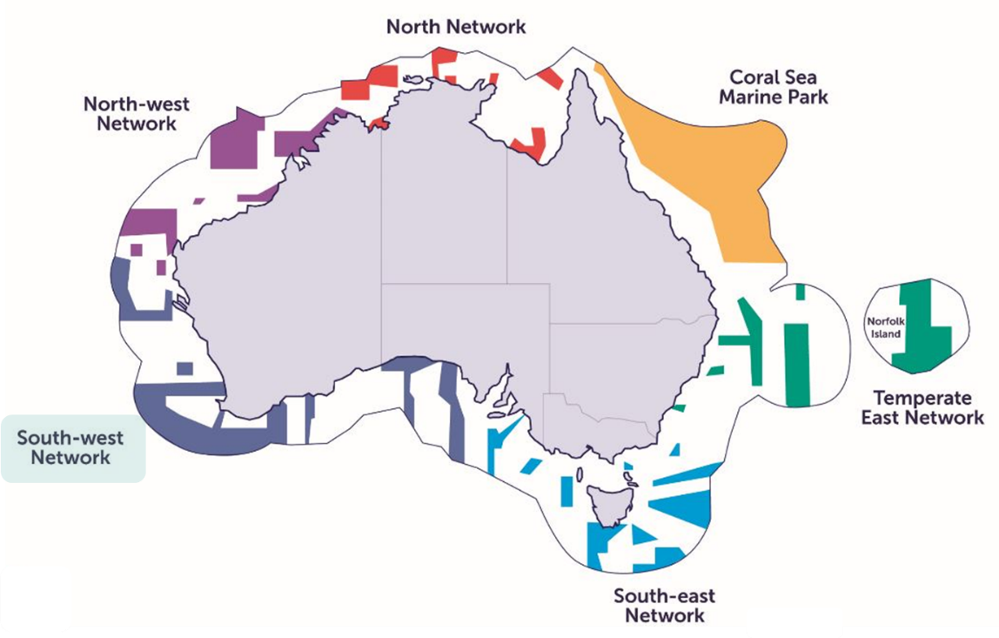 North Network
Coral Sea
Marine Park
North-west
Network
Norfolk
Island
Temperate
East Network
South-west
Network
South-east
Network